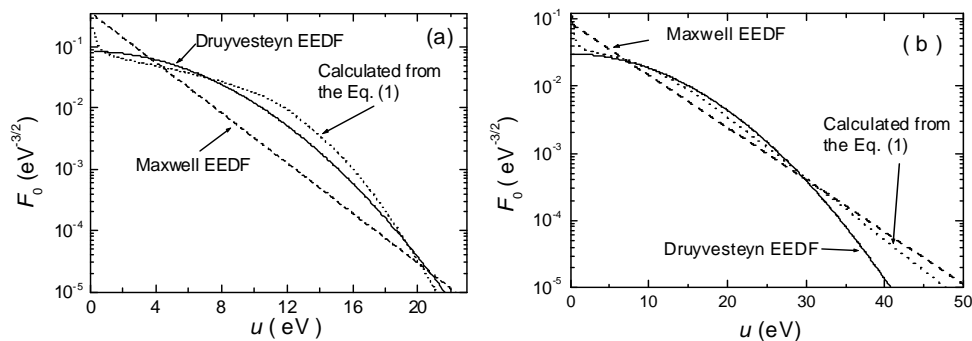 (a)
Druyvesteyn EEDF
Calculated from
the Eq. (1)
Maxwell EEDF
F₀ (eV⁻³/²)
10⁻¹
10⁻²
10⁻³
10⁻⁴
10⁻⁵
0 4 8 12 16 20
u ( eV)
( b )
Maxwell EEDF
Calculated from
the Eq. (1)
Druyvesteyn EEDF
F₀ ( eV⁻³/²)
10⁻¹
10⁻²
10⁻³
10⁻⁴
10⁻⁵
0 10 20 30 40 50
u (eV)